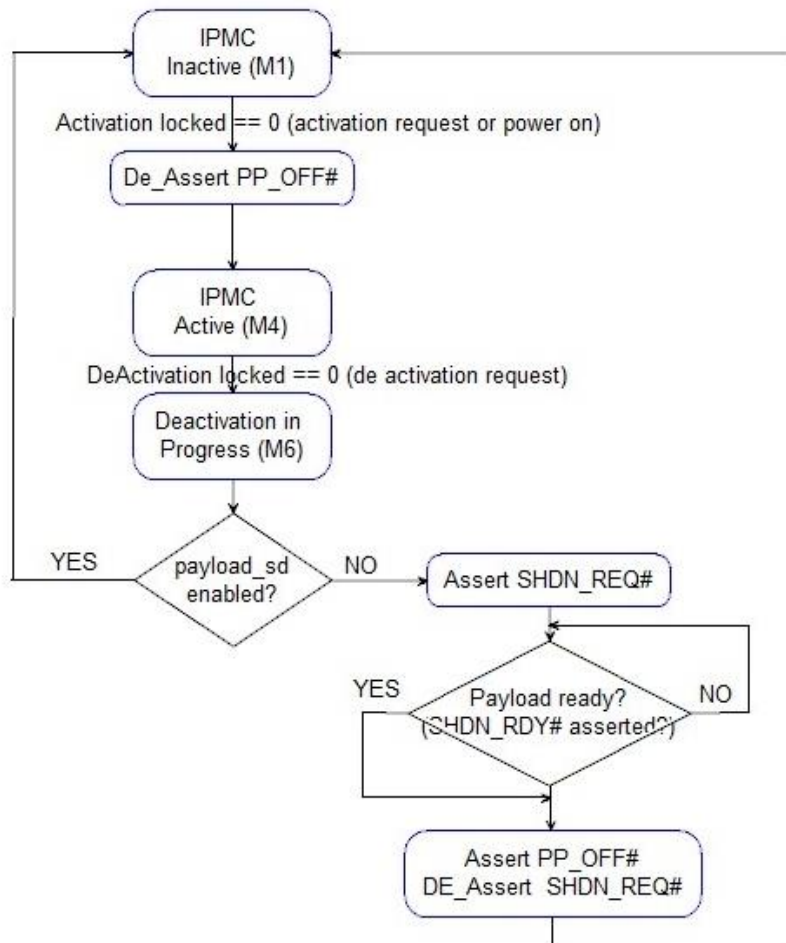 IPMC
Inactive (M1)
Activation locked == 0 (activation request or power on)
De_Assert PP_OFF#
IPMC
Active (M4)
DeActivation locked == 0 (de activation request)
Deactivation in
Progress (M6)
YES
payload_sd
enabled?
NO
Assert SHDN_REQ#
YES
Payload ready?
(SHDN_RDY# asserted?)
NO
Assert PP_OFF#
DE_Assert SHDN_REQ#